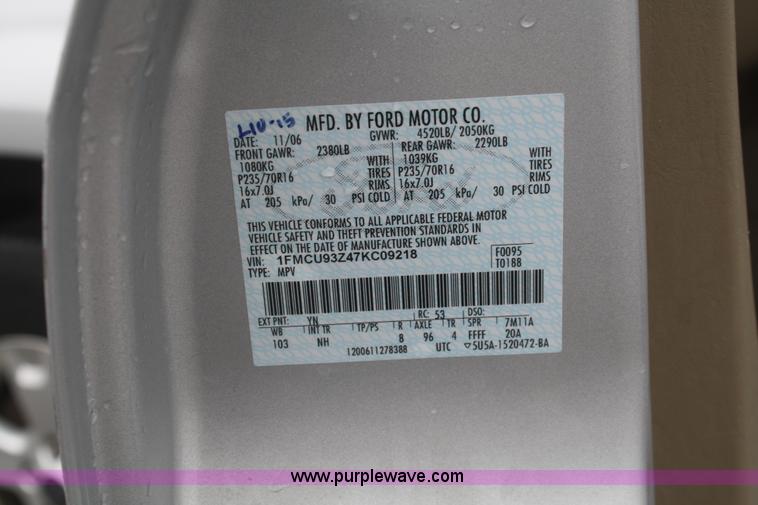 L10-15 MFD. BY FORD MOTOR CO.
DATE: 11/06 GVWR: 4520LB/ 2050KG
FRONT GAWR: 2380LB REAR GAWR: 2290LB
1080KG WITH 1039KG WITH
P235/70R16 TIRES P235/70R16 TIRES
16x7.0J RIMS 16x7.0J RIMS
AT 205 kPa/ 30 PSI COLD AT 205 kPa/ 30 PSI COLD
THIS VEHICLE CONFORMS TO ALL APPLICABLE FEDERAL MOTOR
VEHICLE SAFETY AND THEFT PREVENTION STANDARDS IN
EFFECT ON THE DATE OF MANUFACTURE SHOWN ABOVE.
VIN: 1FMCU93Z47KC09218 F0095
TYPE: MPV T0188
EXT PNT: YN RC: 53 DSO:
WB INT TR TP/PS R AXLE TR SPR 7M11A
103 NH 8 96 4 FFFF 20A
1200611278388 UTC ▽5U5A-1520472-BA
www.purplewave.com